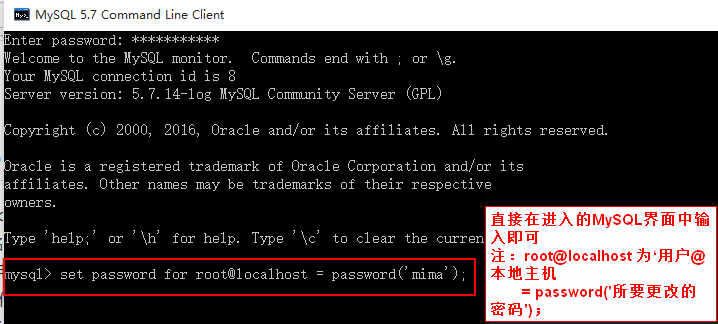 MySQL 5.7 Command Line Client
Enter password: ***********
Welcome to the MySQL monitor.  Commands end with ; or \g.
Your MySQL connection id is 8
Server version: 5.7.14-log MySQL Community Server (GPL)
Copyright (c) 2000, 2016, Oracle and/or its affiliates. All rights reserved.
Oracle is a registered trademark of Oracle Corporation and/or its
affiliates. Other names may be trademarks of their respective
owners.
Type 'help;' or '\h' for help. Type '\c' to clear the curren
mysql> set password for root@localhost = password('mima');
直接在进入的MySQL界面中输
入即可
注：root@localhost 为‘用户@
本地主机
= password('所要更改的
密码')；